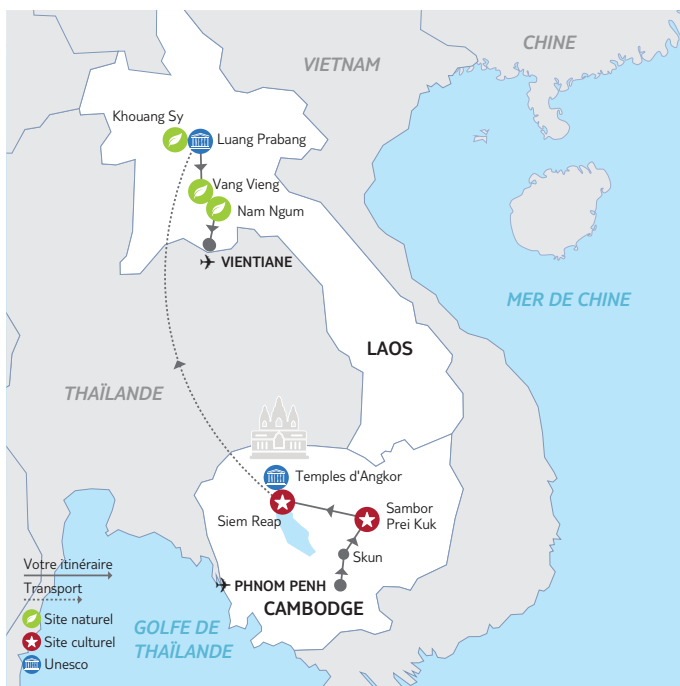 CHINE
VIETNAM
Khouang Sy
Luang Prabang
Vang Vieng
Nam Ngum
VIENTIANE
MER DE CHINE
LAOS
THAÏLANDE
Temples d'Angkor
Siem Reap
Sambor
Prei Kuk
Skun
PHNOM PENH
CAMBODGE
Votre itinéraire
Transport
Site naturel
Site culturel
Unesco
GOLFE DE
THAÏLANDE